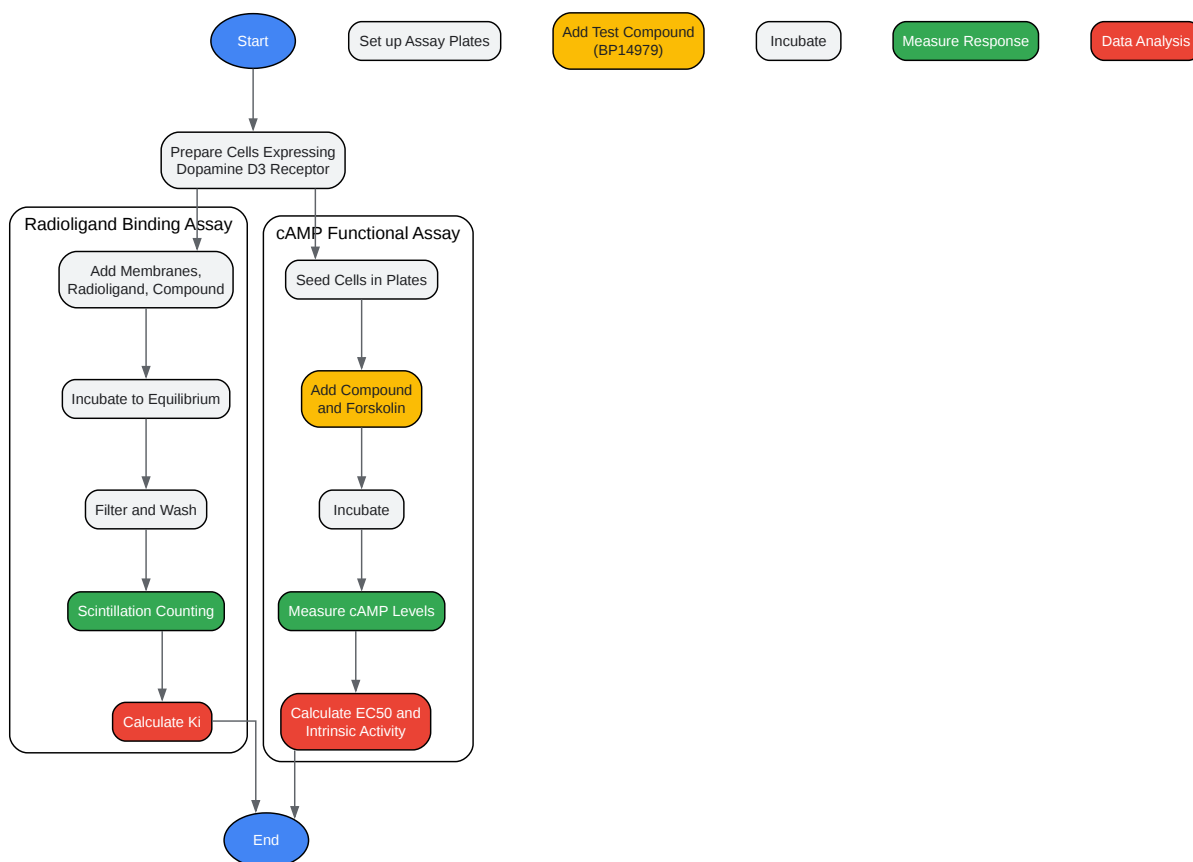 Start
Set up Assay Plates
Add Test Compound
(BP14979)
Incubate
Measure Response
Data Analysis
Prepare Cells Expressing
Dopamine D3 Receptor
Radioligand Binding Assay
Add Membranes,
Radioligand, Compound
Incubate to Equilibrium
Filter and Wash
Scintillation Counting
Calculate Ki
cAMP Functional Assay
Seed Cells in Plates
Add Compound
and Forskolin
Incubate
Measure cAMP Levels
Calculate EC50 and
Intrinsic Activity
End